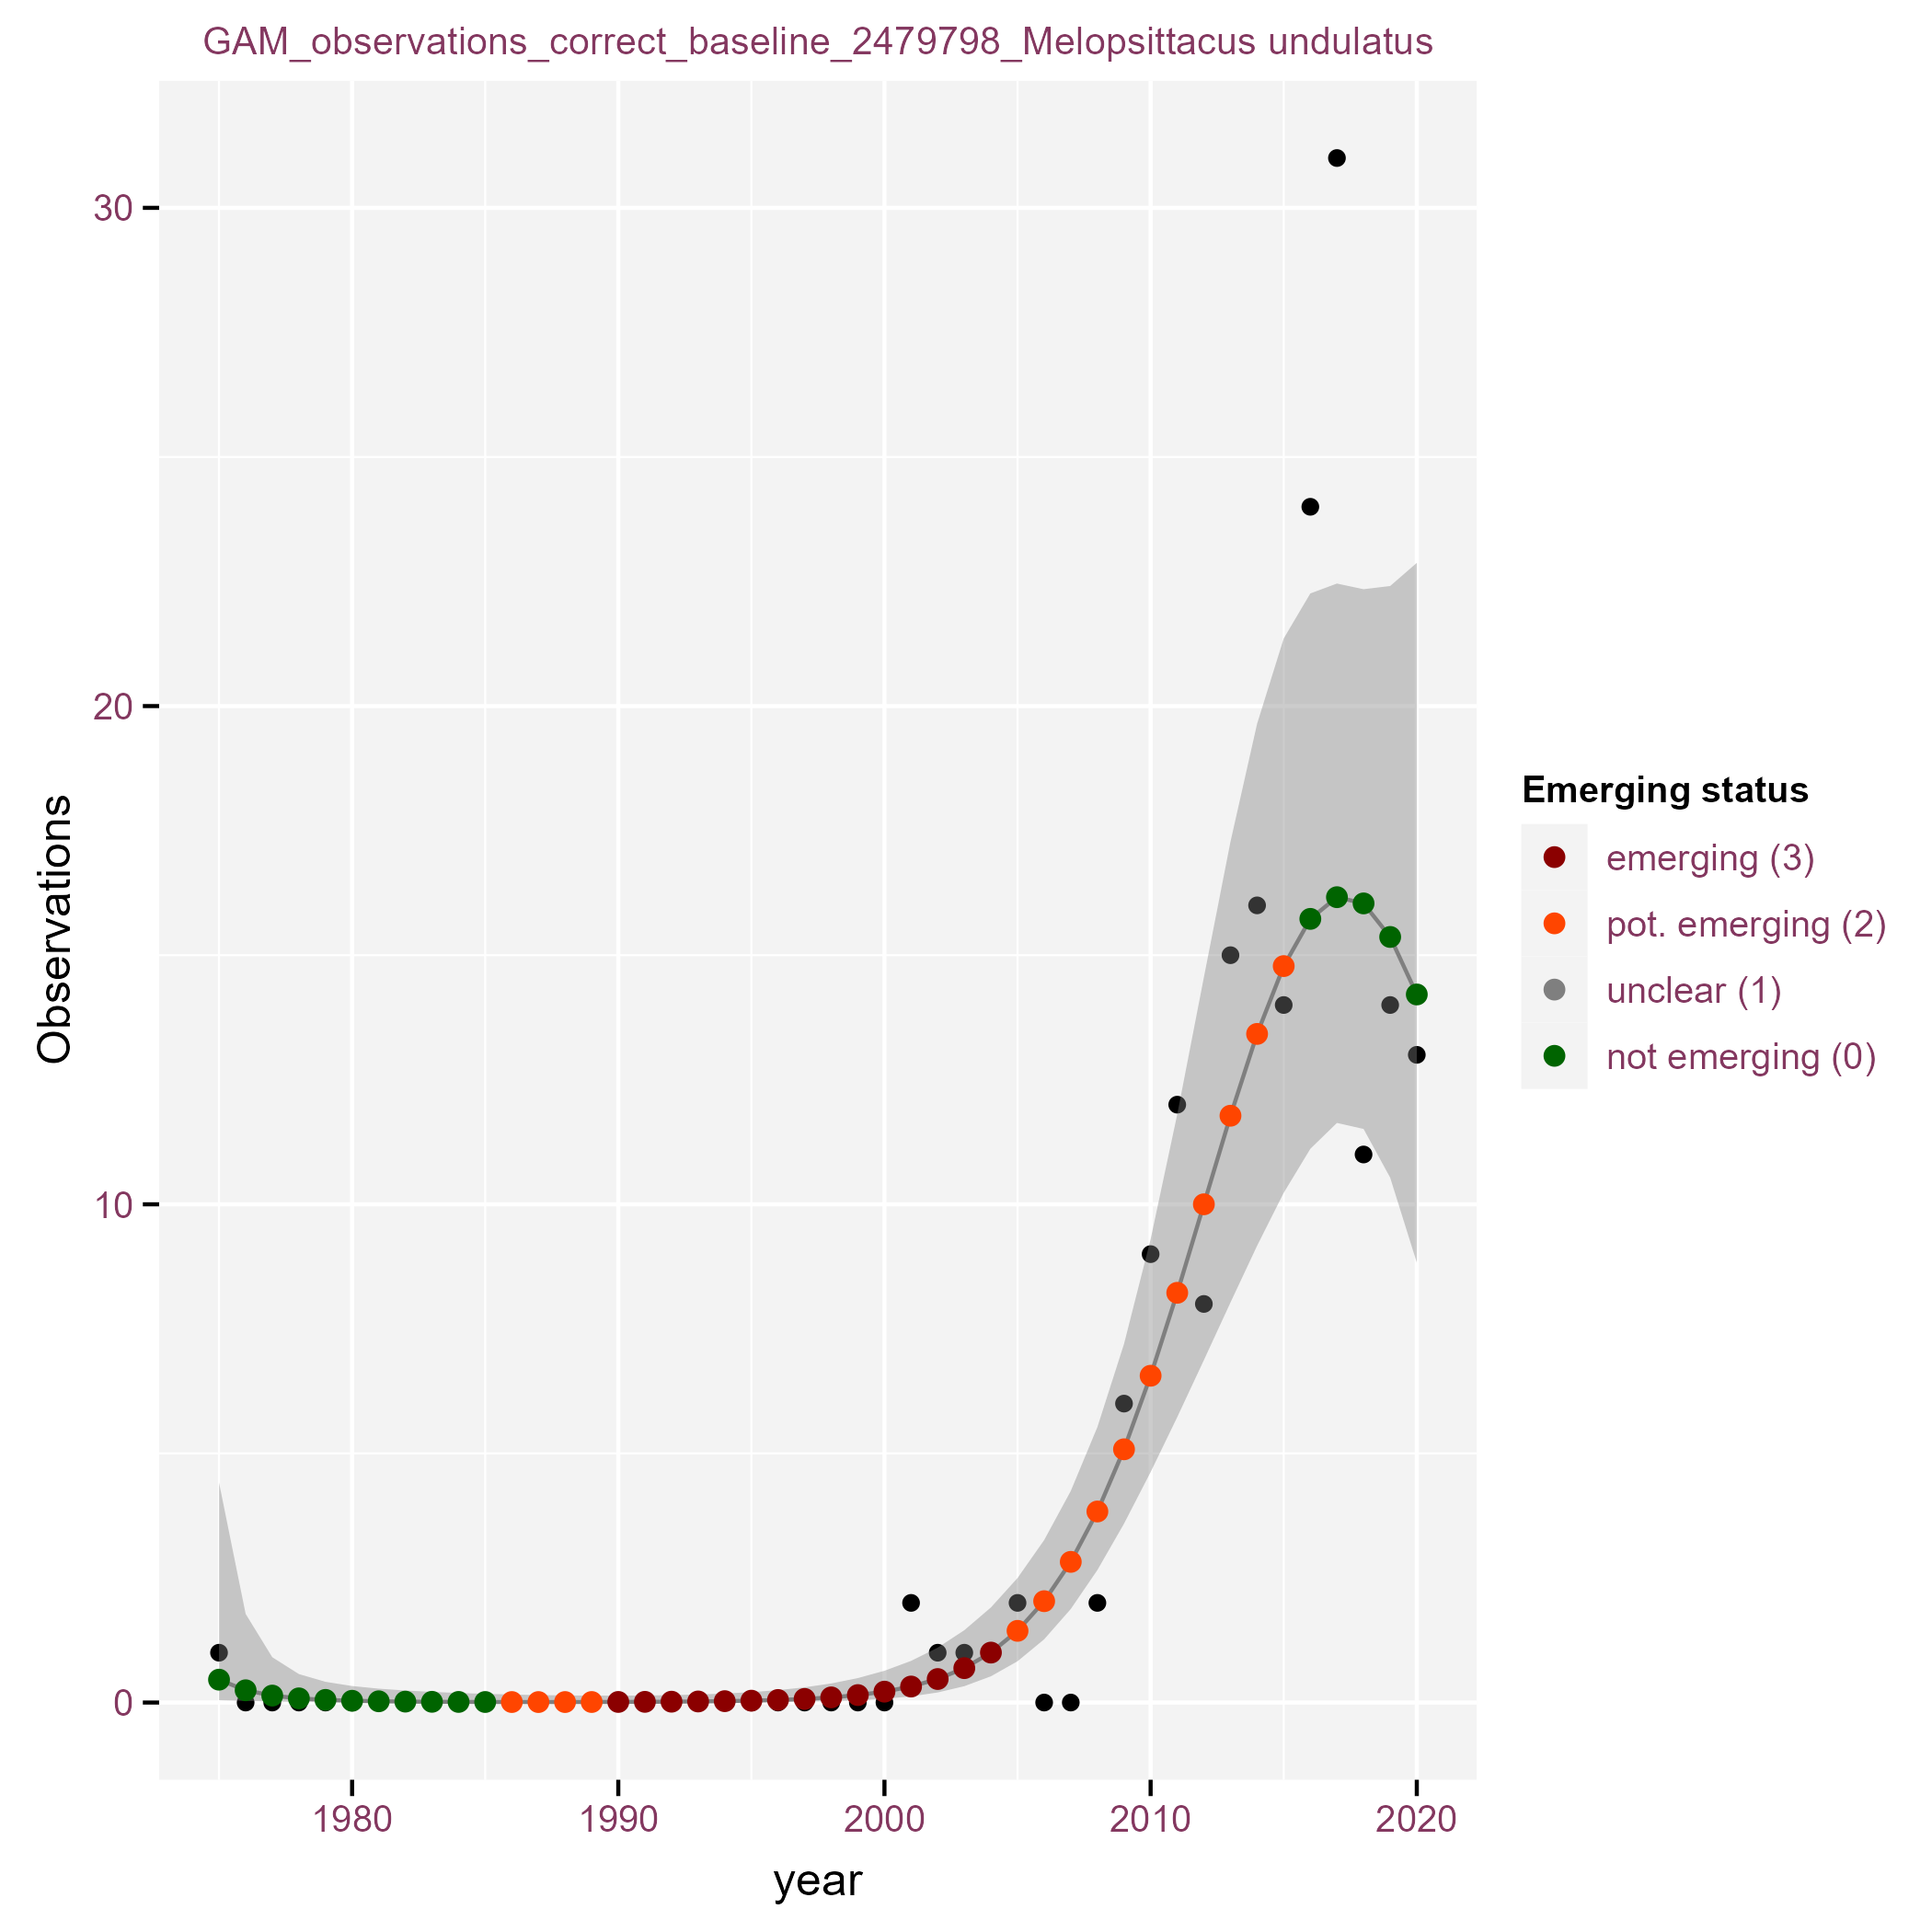 GAM_observations_correct_baseline_2479798_Melopsittacus undulatus
30
20
10
0
Observations
1980 1990 2000 2010 2020
year
Emerging status
emerging (3)
pot. emerging (2)
unclear (1)
not emerging (0)